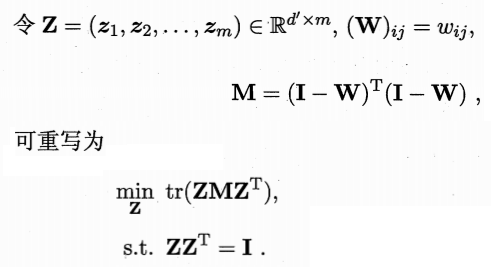 令 Z = (z₁, z₂, . . . , zₘ) ∈ ℝ^{d′×m}, (W)ᵢⱼ = wᵢⱼ,
M = (I − W)ᵀ(I − W) ,
可重写为
min_Z tr(ZMZᵀ),
s.t. ZZᵀ = I .